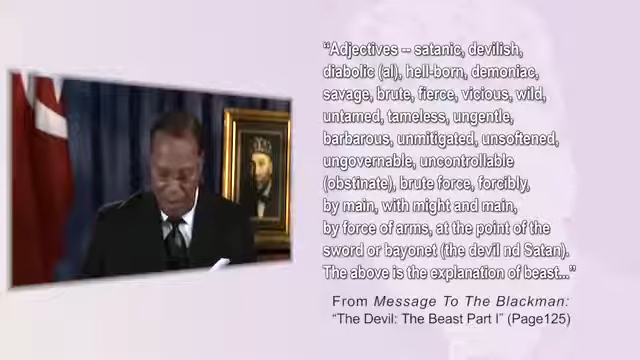 “Adjectives -- satanic, devilish,
diabolic (al), hell-born, demoniac,
savage, brute, fierce, vicious, wild,
untamed, tameless, ungentle,
barbarous, unmitigated, unsoftened,
ungovernable, uncontrollable
(obstinate), brute force, forcibly,
by main, with might and main,
by force of arms, at the point of the
sword or bayonet (the devil nd Satan).
The above is the explanation of beast...”
From Message To The Blackman:
“The Devil: The Beast Part I” (Page125)